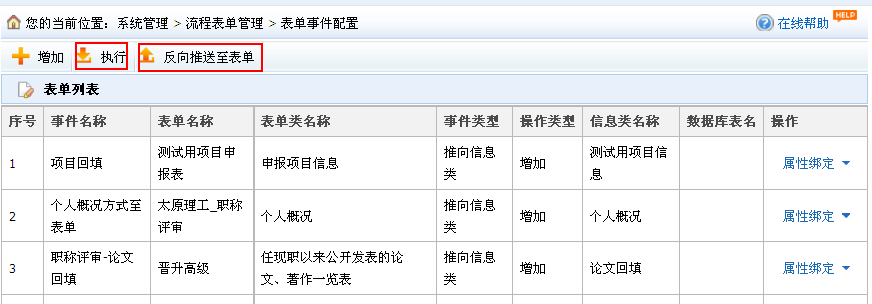 您的当前位置：系统管理 > 流程表单管理 > 表单事件配置
在线帮助 HELP
增加 执行 反向推送至表单
表单列表
序号 事件名称 表单名称 表单类名称 事件类型 操作类型 信息类名称 数据库表名 操作
1 项目回填 测试用项目申报表 申报项目信息 推向信息类 增加 测试用项目信息 属性绑定
2 个人概况方式至表单 太原理工_职称评审 个人概况 推向信息类 增加 个人概况 属性绑定
3 职称评审-论文回填 晋升高级 任现职以来公开发表的论文、著作一览表 推向信息类 增加 论文回填 属性绑定